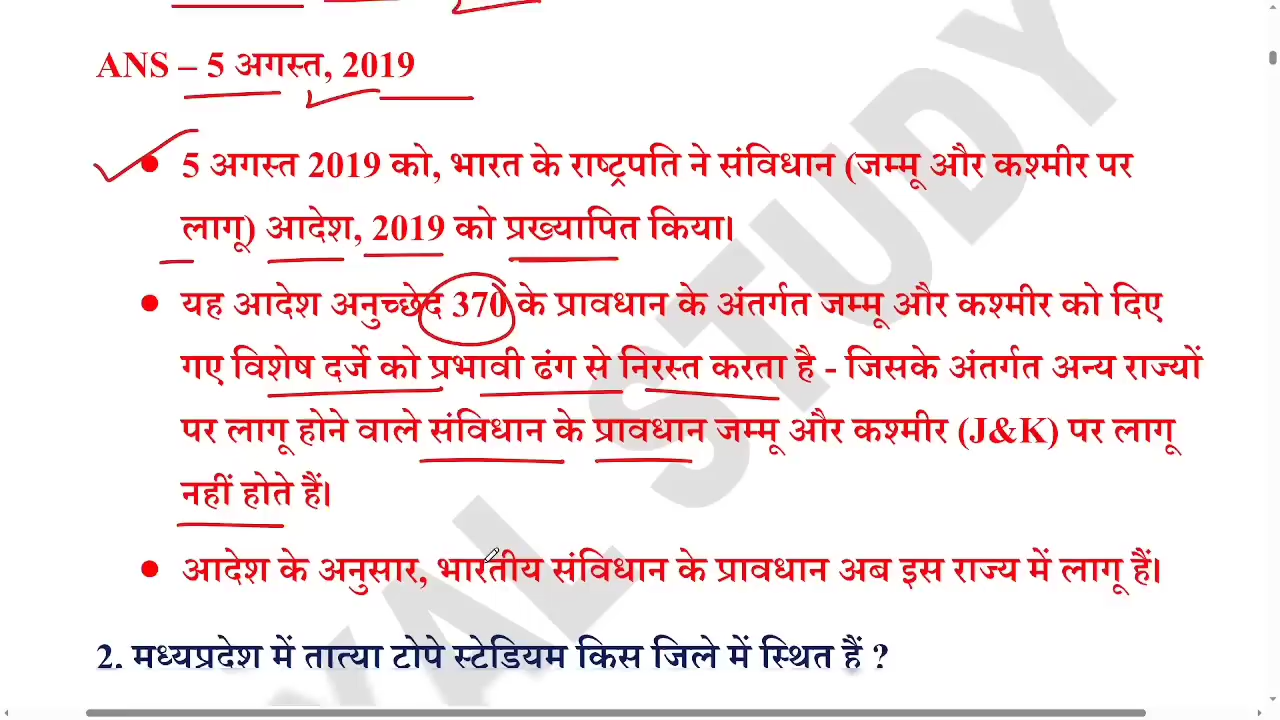 ANS – 5 अगस्त, 2019
• 5 अगस्त 2019 को, भारत के राष्ट्रपति ने संविधान (जम्मू और कश्मीर पर
लागू) आदेश, 2019 को प्रख्यापित किया।
• यह आदेश अनुच्छेद 370 के प्रावधान के अंतर्गत जम्मू और कश्मीर को दिए
गए विशेष दर्जे को प्रभावी ढंग से निरस्त करता है - जिसके अंतर्गत अन्य राज्यों
पर लागू होने वाले संविधान के प्रावधान जम्मू और कश्मीर (J&K) पर लागू
नहीं होते हैं।
• आदेश के अनुसार, भारतीय संविधान के प्रावधान अब इस राज्य में लागू हैं।
2. मध्यप्रदेश में तात्या टोपे स्टेडियम किस जिले में स्थित हैं ?
YAL STUDY